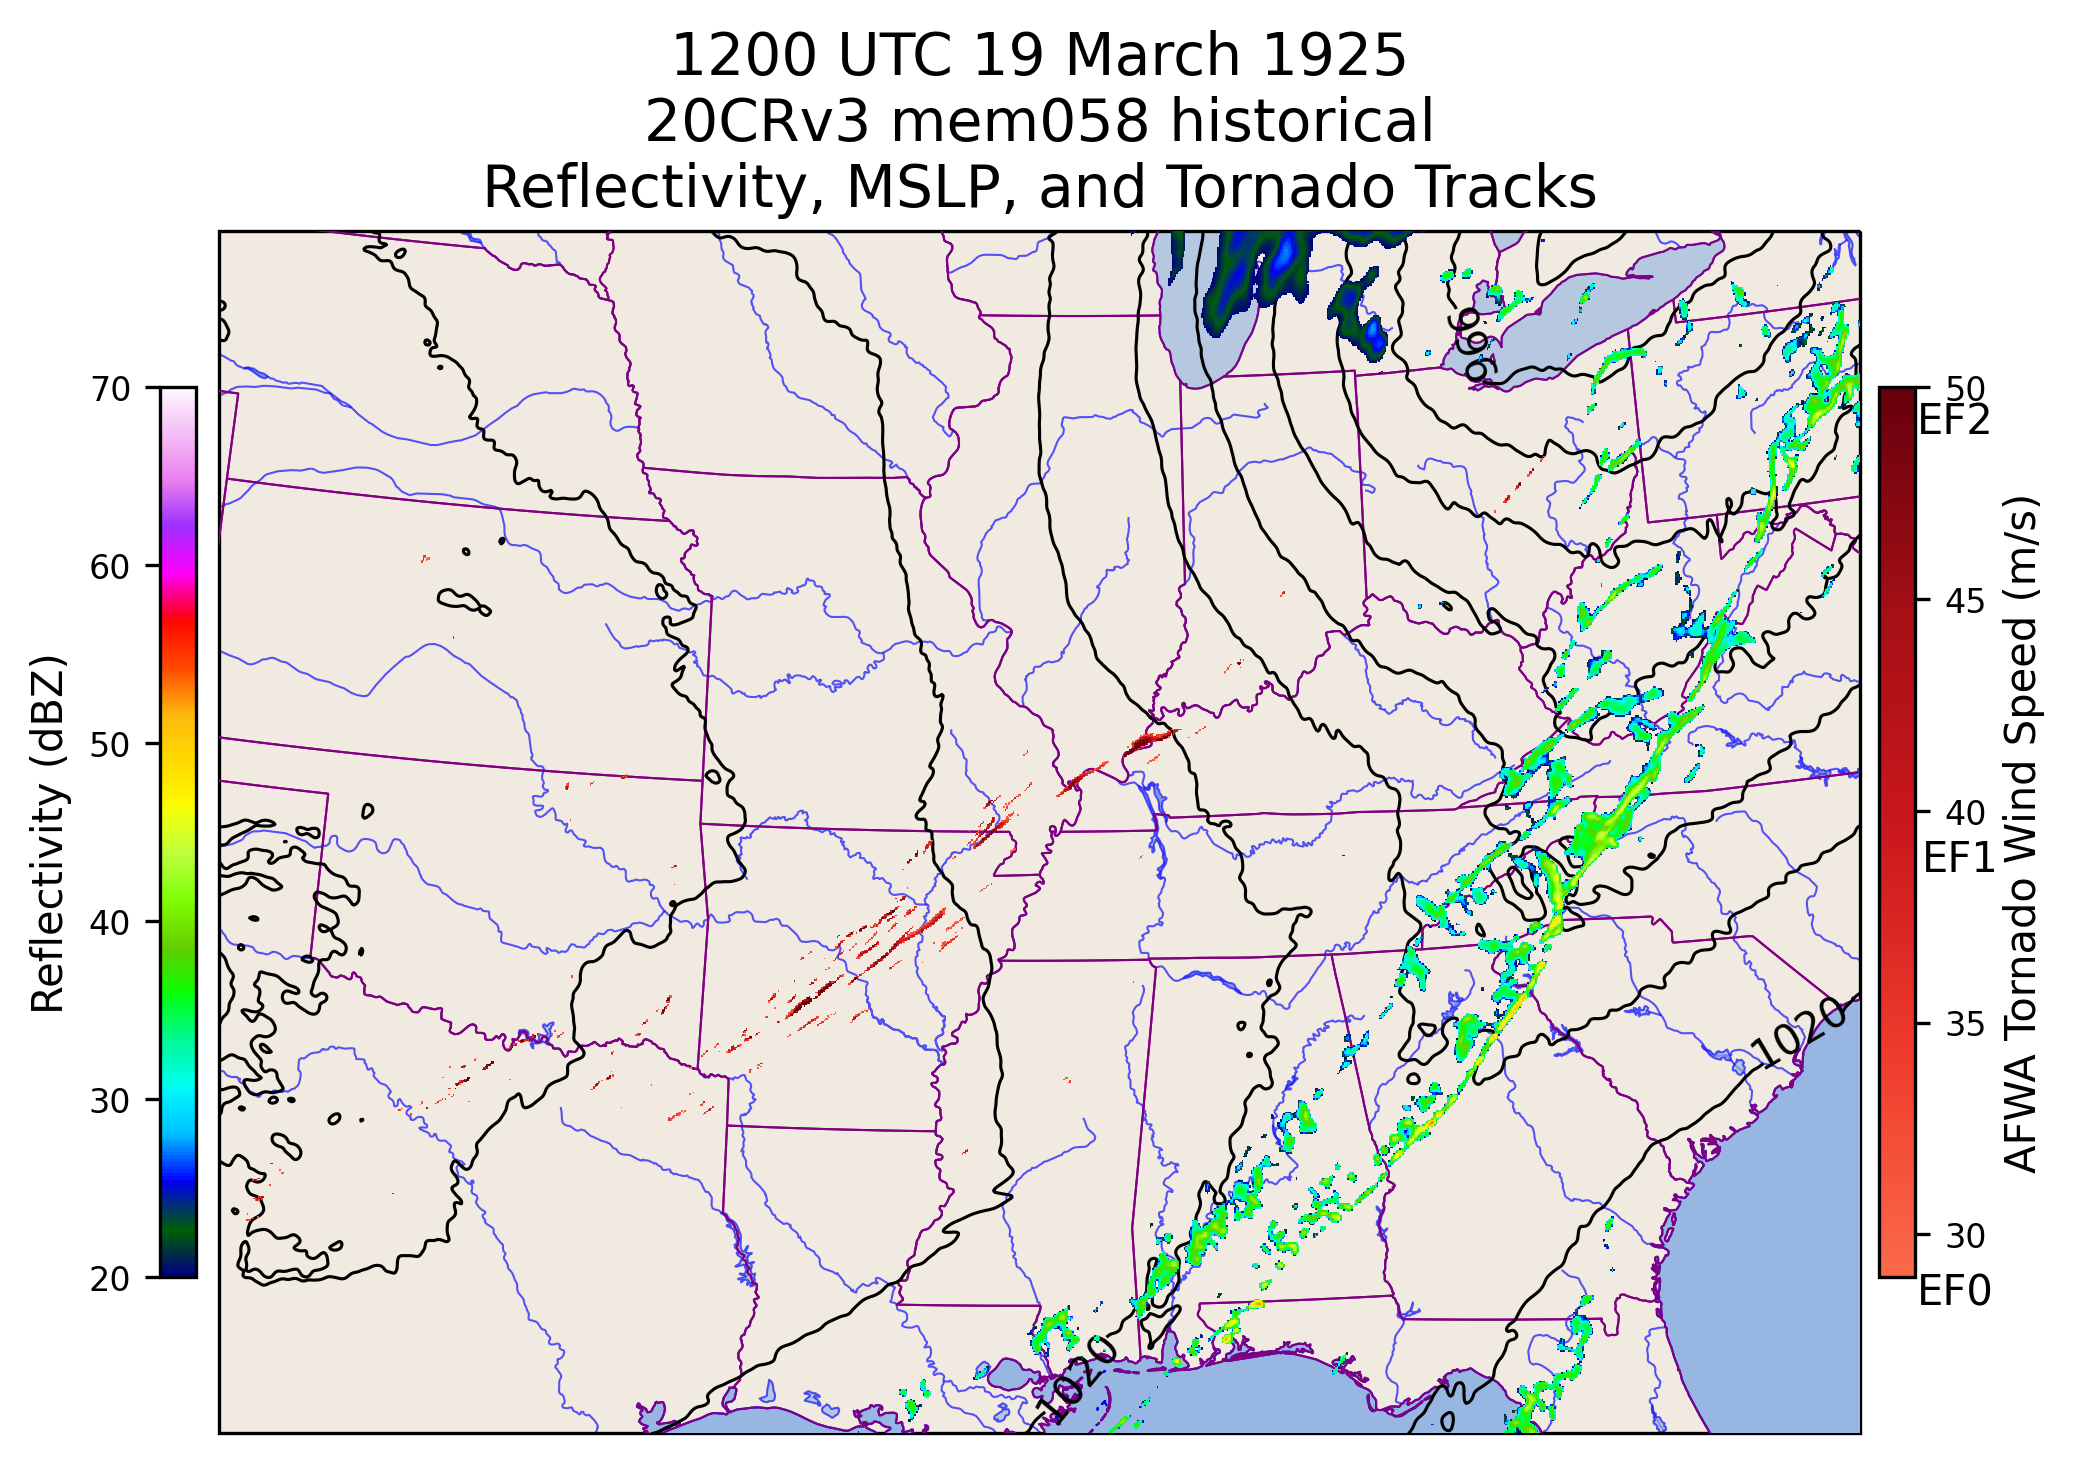 1200 UTC 19 March 1925
20CRv3 mem058 historical
Reflectivity, MSLP, and Tornado Tracks
996
1020
1020
Reflectivity (dBZ)
70
60
50
40
30
20
50
EF2
45
40
EF1
35
30
EF0
AFWA Tornado Wind Speed (m/s)